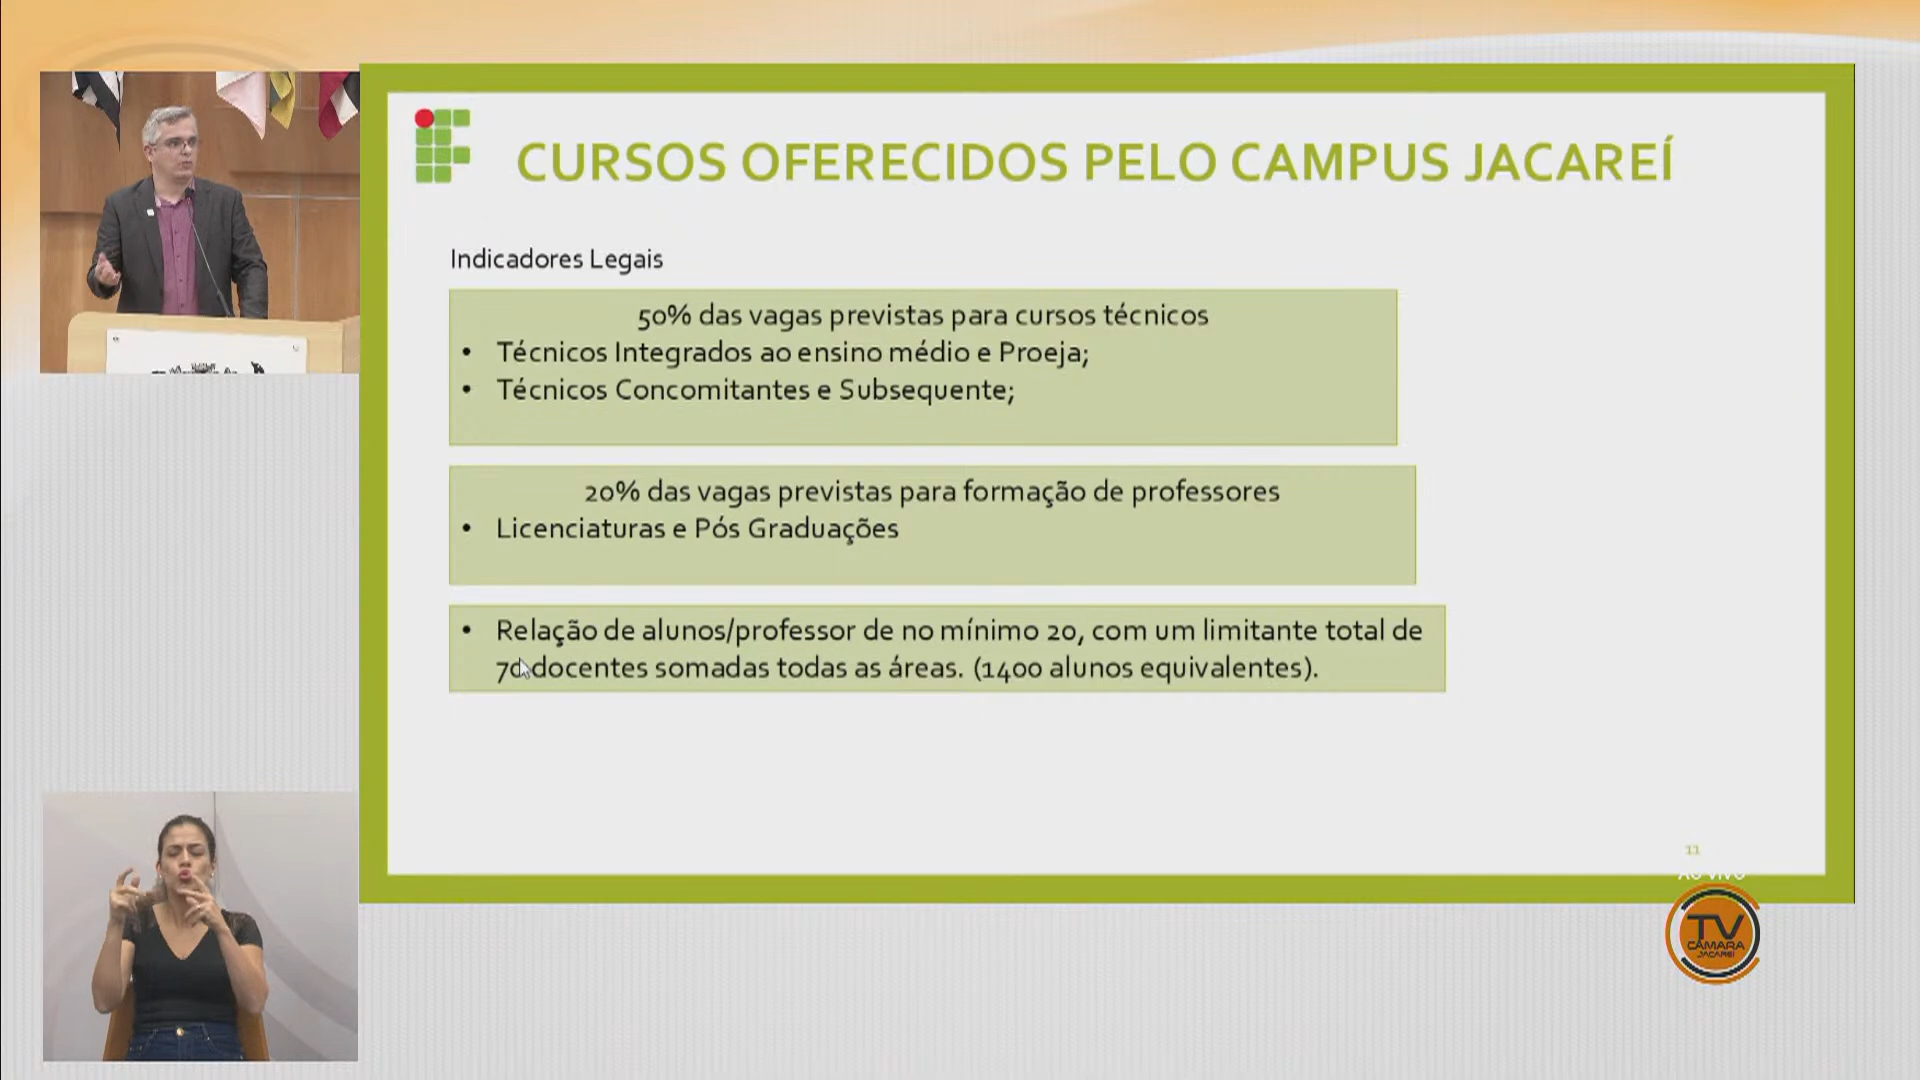 CURSOS OFERECIDOS PELO CAMPUS JACAREÍ
Indicadores Legais
50% das vagas previstas para cursos técnicos
• Técnicos Integrados ao ensino médio e Proeja;
• Técnicos Concomitantes e Subsequente;
20% das vagas previstas para formação de professores
• Licenciaturas e Pós Graduações
• Relação de alunos/professor de no mínimo 20, com um limitante total de
70 docentes somadas todas as áreas. (1400 alunos equivalentes).
11
AO VIVO
TV
CÂMARA
JACAREÍ